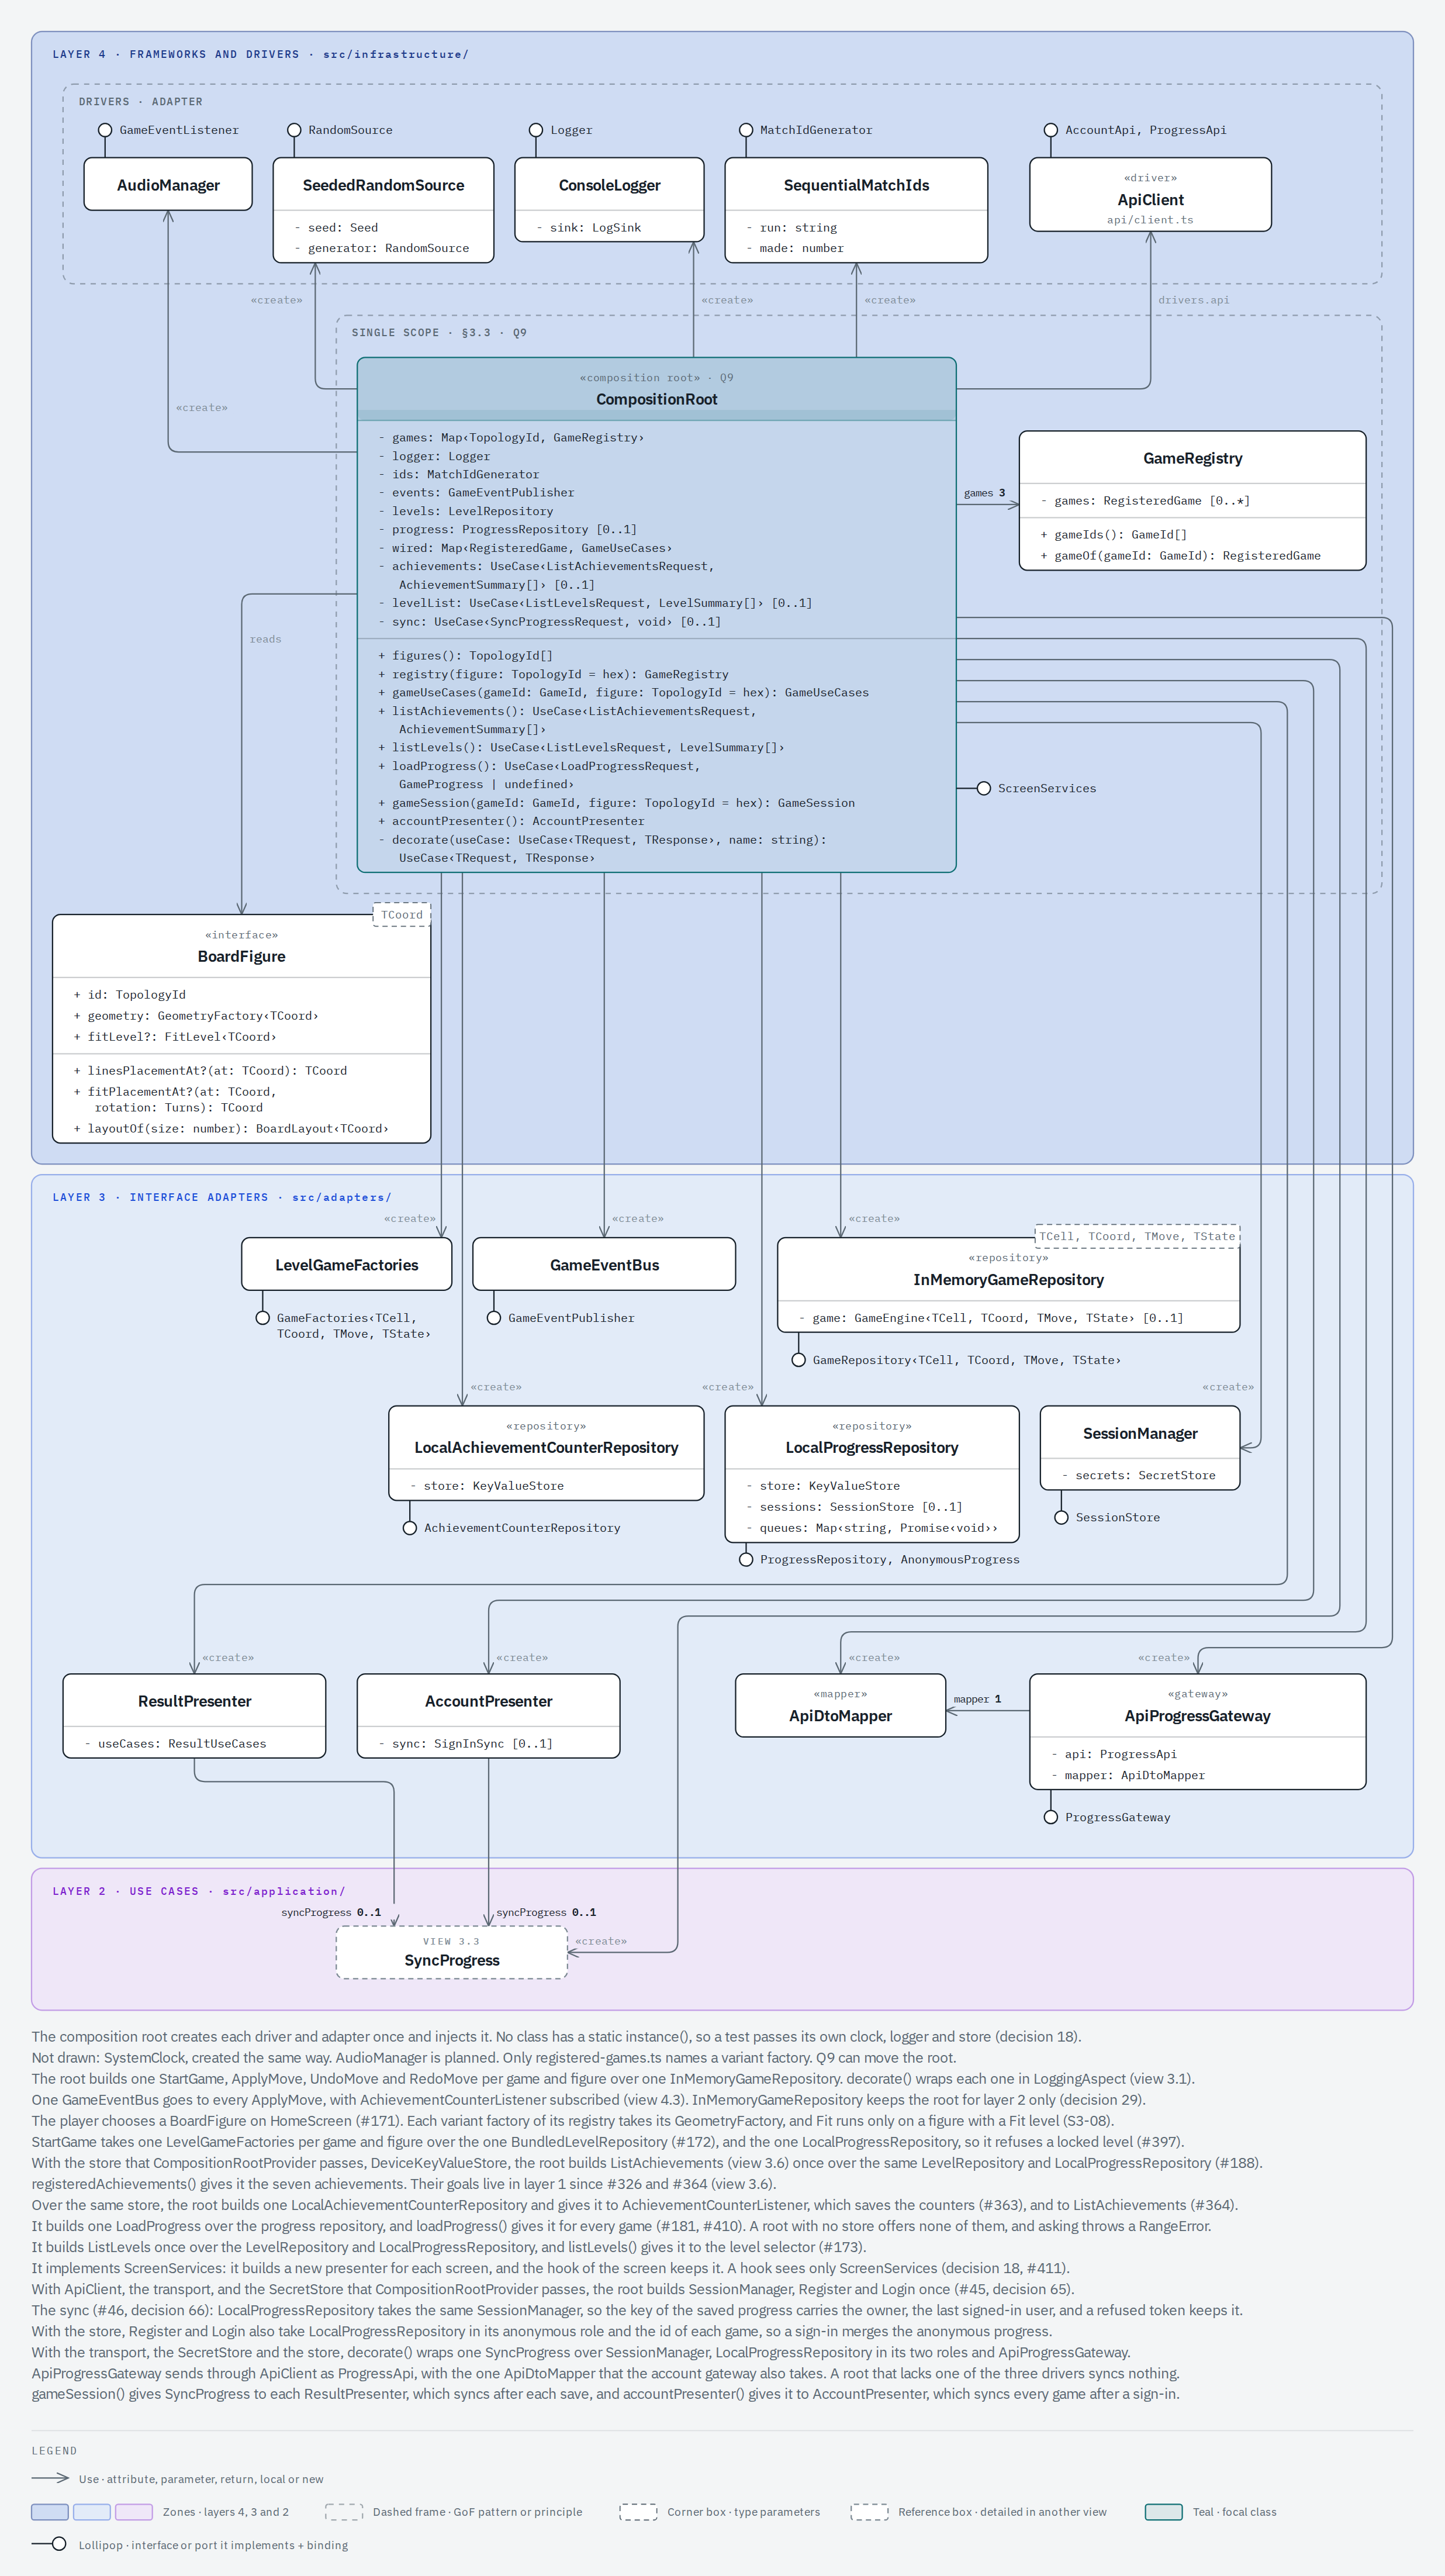 LAYER 4 · FRAMEWORKS AND DRIVERS · src/infrastructure/
DRIVERS · ADAPTER
GameEventListener
RandomSource
Logger
MatchIdGenerator
AccountApi, ProgressApi
AudioManager
SeededRandomSource
- seed: Seed
- generator: RandomSource
ConsoleLogger
- sink: LogSink
SequentialMatchIds
- run: string
- made: number
«driver»
ApiClient
api/client.ts
«create»
«create»
«create»
drivers.api
SINGLE SCOPE · §3.3 · Q9
«create»
«composition root» · Q9
CompositionRoot
- games: Map‹TopologyId, GameRegistry›
- logger: Logger
- ids: MatchIdGenerator
- events: GameEventPublisher
- levels: LevelRepository
- progress: ProgressRepository [0..1]
- wired: Map‹RegisteredGame, GameUseCases›
- achievements: UseCase‹ListAchievementsRequest,
AchievementSummary[]› [0..1]
- levelList: UseCase‹ListLevelsRequest, LevelSummary[]› [0..1]
- sync: UseCase‹SyncProgressRequest, void› [0..1]
+ figures(): TopologyId[]
+ registry(figure: TopologyId = hex): GameRegistry
+ gameUseCases(gameId: GameId, figure: TopologyId = hex): GameUseCases
+ listAchievements(): UseCase‹ListAchievementsRequest,
AchievementSummary[]›
+ listLevels(): UseCase‹ListLevelsRequest, LevelSummary[]›
+ loadProgress(): UseCase‹LoadProgressRequest,
GameProgress | undefined›
+ gameSession(gameId: GameId, figure: TopologyId = hex): GameSession
+ accountPresenter(): AccountPresenter
- decorate(useCase: UseCase‹TRequest, TResponse›, name: string):
UseCase‹TRequest, TResponse›
games 3
GameRegistry
- games: RegisteredGame [0..*]
+ gameIds(): GameId[]
+ gameOf(gameId: GameId): RegisteredGame
reads
ScreenServices
TCoord
«interface»
BoardFigure
+ id: TopologyId
+ geometry: GeometryFactory‹TCoord›
+ fitLevel?: FitLevel‹TCoord›
+ linesPlacementAt?(at: TCoord): TCoord
+ fitPlacementAt?(at: TCoord,
rotation: Turns): TCoord
+ layoutOf(size: number): BoardLayout‹TCoord›
LAYER 3 · INTERFACE ADAPTERS · src/adapters/
«create»
«create»
«create»
TCell, TCoord, TMove, TState
LevelGameFactories
GameEventBus
«repository»
InMemoryGameRepository
- game: GameEngine‹TCell, TCoord, TMove, TState› [0..1]
GameFactories‹TCell,
TCoord, TMove, TState›
GameEventPublisher
GameRepository‹TCell, TCoord, TMove, TState›
«create»
«create»
«create»
«repository»
LocalAchievementCounterRepository
- store: KeyValueStore
«repository»
LocalProgressRepository
- store: KeyValueStore
- sessions: SessionStore [0..1]
- queues: Map‹string, Promise‹void››
SessionManager
- secrets: SecretStore
AchievementCounterRepository
SessionStore
ProgressRepository, AnonymousProgress
«create»
«create»
«create»
«create»
ResultPresenter
- useCases: ResultUseCases
AccountPresenter
- sync: SignInSync [0..1]
«mapper»
ApiDtoMapper
mapper 1
«gateway»
ApiProgressGateway
- api: ProgressApi
- mapper: ApiDtoMapper
ProgressGateway
LAYER 2 · USE CASES · src/application/
syncProgress 0..1
syncProgress 0..1
VIEW 3.3
SyncProgress
«create»
The composition root creates each driver and adapter once and injects it. No class has a static instance(), so a test passes its own clock, logger and store (decision 18).
Not drawn: SystemClock, created the same way. AudioManager is planned. Only registered-games.ts names a variant factory. Q9 can move the root.
The root builds one StartGame, ApplyMove, UndoMove and RedoMove per game and figure over one InMemoryGameRepository. decorate() wraps each one in LoggingAspect (view 3.1).
One GameEventBus goes to every ApplyMove, with AchievementCounterListener subscribed (view 4.3). InMemoryGameRepository keeps the root for layer 2 only (decision 29).
The player chooses a BoardFigure on HomeScreen (#171). Each variant factory of its registry takes its GeometryFactory, and Fit runs only on a figure with a Fit level (S3-08).
StartGame takes one LevelGameFactories per game and figure over the one BundledLevelRepository (#172), and the one LocalProgressRepository, so it refuses a locked level (#397).
With the store that CompositionRootProvider passes, DeviceKeyValueStore, the root builds ListAchievements (view 3.6) once over the same LevelRepository and LocalProgressRepository (#188).
registeredAchievements() gives it the seven achievements. Their goals live in layer 1 since #326 and #364 (view 3.6).
Over the same store, the root builds one LocalAchievementCounterRepository and gives it to AchievementCounterListener, which saves the counters (#363), and to ListAchievements (#364).
It builds one LoadProgress over the progress repository, and loadProgress() gives it for every game (#181, #410). A root with no store offers none of them, and asking throws a RangeError.
It builds ListLevels once over the LevelRepository and LocalProgressRepository, and listLevels() gives it to the level selector (#173).
It implements ScreenServices: it builds a new presenter for each screen, and the hook of the screen keeps it. A hook sees only ScreenServices (decision 18, #411).
With ApiClient, the transport, and the SecretStore that CompositionRootProvider passes, the root builds SessionManager, Register and Login once (#45, decision 65).
The sync (#46, decision 66): LocalProgressRepository takes the same SessionManager, so the key of the saved progress carries the owner, the last signed-in user, and a refused token keeps it.
With the store, Register and Login also take LocalProgressRepository in its anonymous role and the id of each game, so a sign-in merges the anonymous progress.
With the transport, the SecretStore and the store, decorate() wraps one SyncProgress over SessionManager, LocalProgressRepository in its two roles and ApiProgressGateway.
ApiProgressGateway sends through ApiClient as ProgressApi, with the one ApiDtoMapper that the account gateway also takes. A root that lacks one of the three drivers syncs nothing.
gameSession() gives SyncProgress to each ResultPresenter, which syncs after each save, and accountPresenter() gives it to AccountPresenter, which syncs every game after a sign-in.
LEGEND
Use · attribute, parameter, return, local or new
Zones · layers 4, 3 and 2
Dashed frame · GoF pattern or principle
Corner box · type parameters
Reference box · detailed in another view
Teal · focal class
Lollipop · interface or port it implements + binding